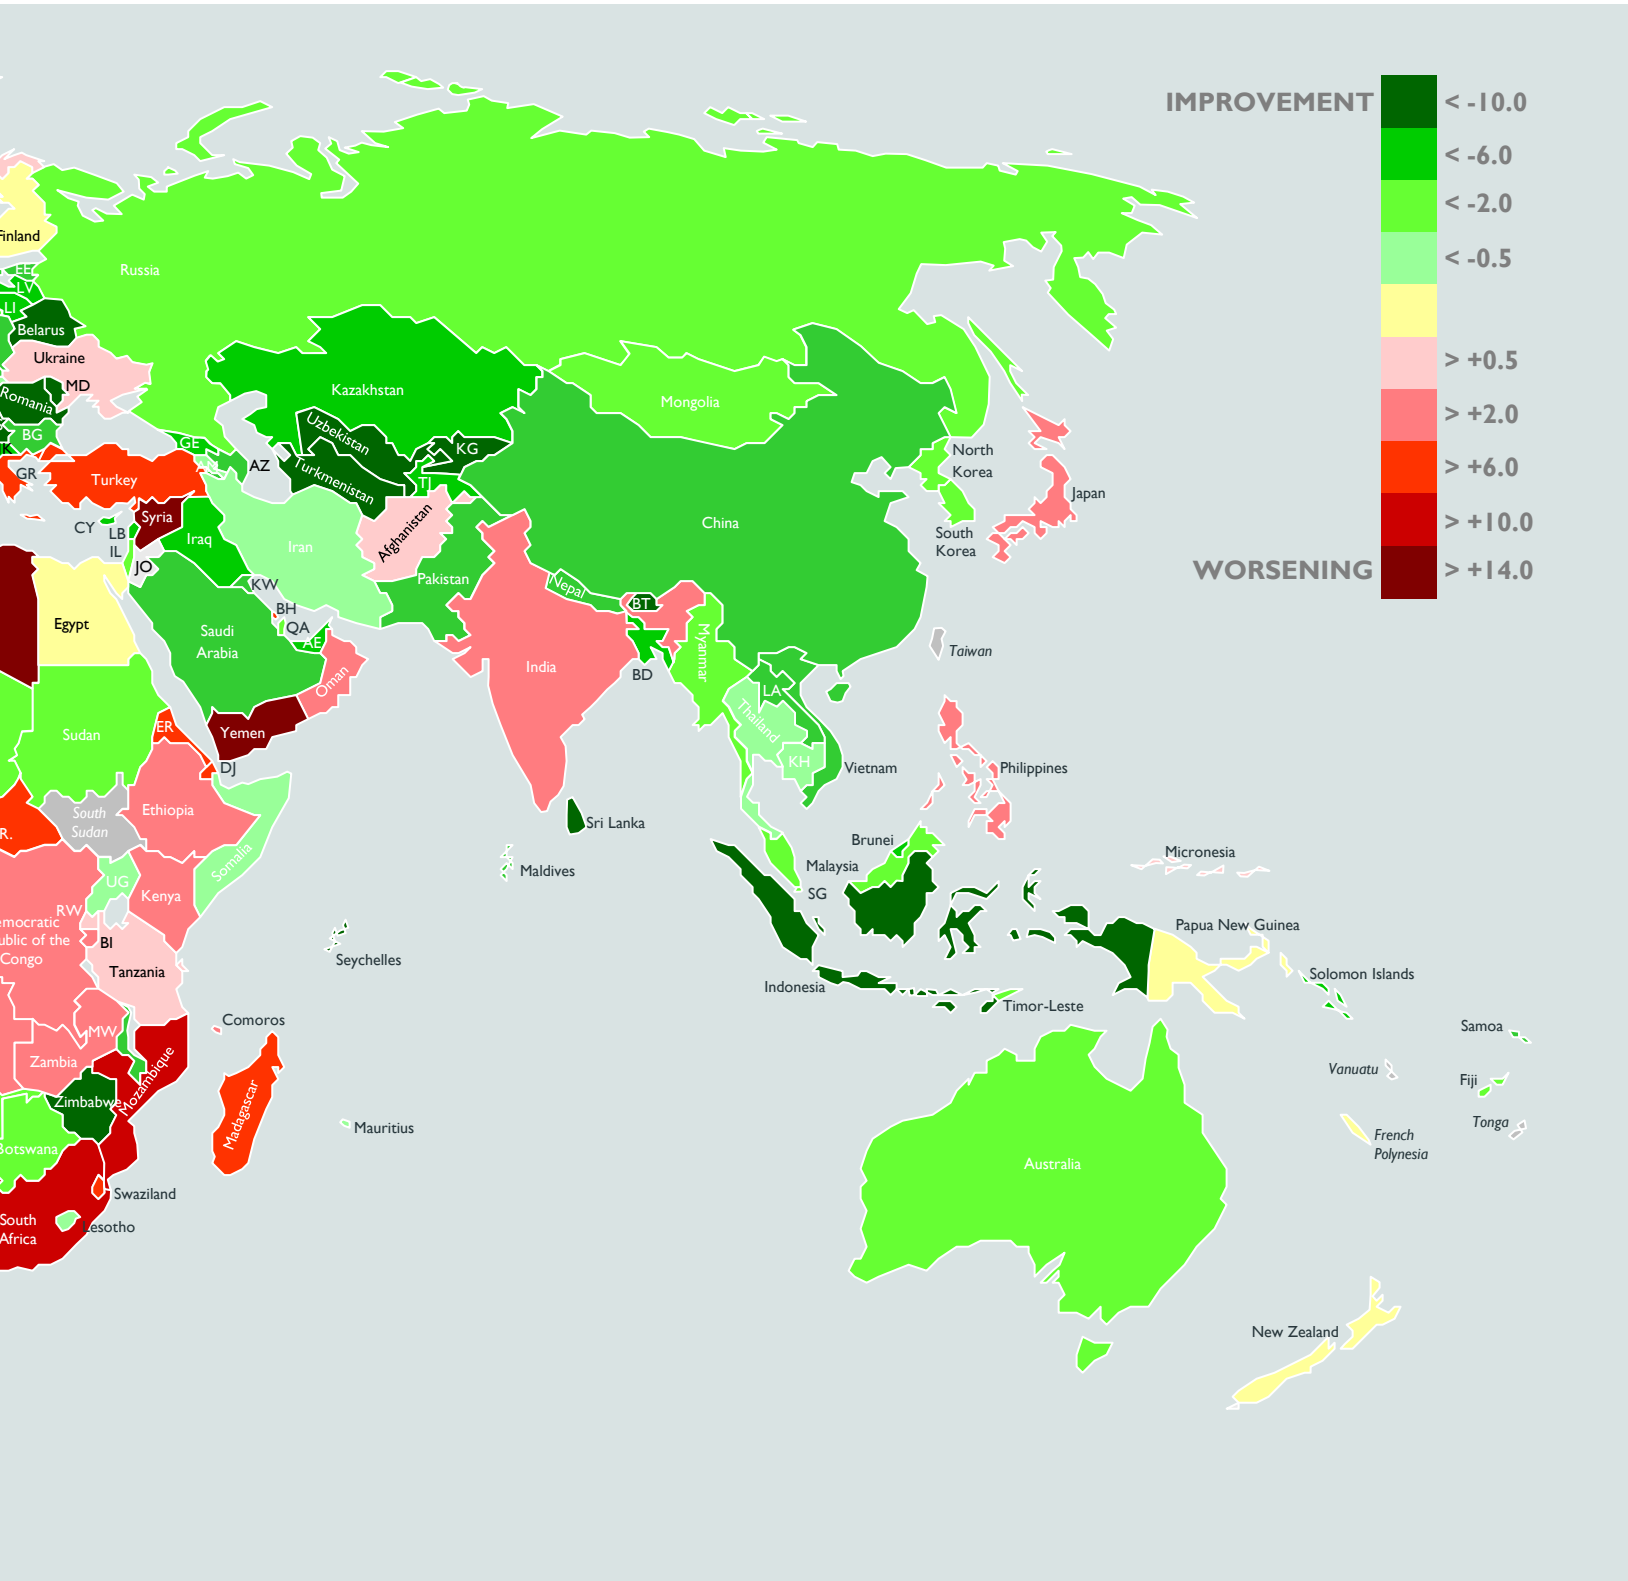 IMPROVEMENT
< -10.0
< -6.0
< -2.0
< -0.5
> +0.5
> +2.0
> +6.0
> +10.0
WORSENING
> +14.0
Finland
Russia
EE
LV
LI
Belarus
Ukraine
MD
Romania
BG
GR
Turkey
GE
AZ
Kazakhstan
Uzbekistan
KG
Turkmenistan
TJ
Mongolia
North
Korea
South
Korea
Japan
China
CY
LB
IL
Syria
Iraq
Iran
Afghanistan
Pakistan
JO
KW
BH
QA
AE
Saudi
Arabia
Oman
Yemen
Egypt
Nepal
BT
India
BD
Myanmar
LA
Thailand
KH
Vietnam
Taiwan
Philippines
Sudan
ER
DJ
South
Sudan
Ethiopia
Somalia
R.
UG
Kenya
RW
BI
emocratic
ublic of the
Congo
Tanzania
Sri Lanka
Maldives
Seychelles
Brunei
Malaysia
SG
Indonesia
Timor-Leste
Micronesia
Papua New Guinea
Solomon Islands
Samoa
Vanuatu
Fiji
Tonga
French
Polynesia
Comoros
MW
Zambia
Mozambique
Zimbabwe
Madagascar
Mauritius
Botswana
Swaziland
Lesotho
South
Africa
Australia
New Zealand